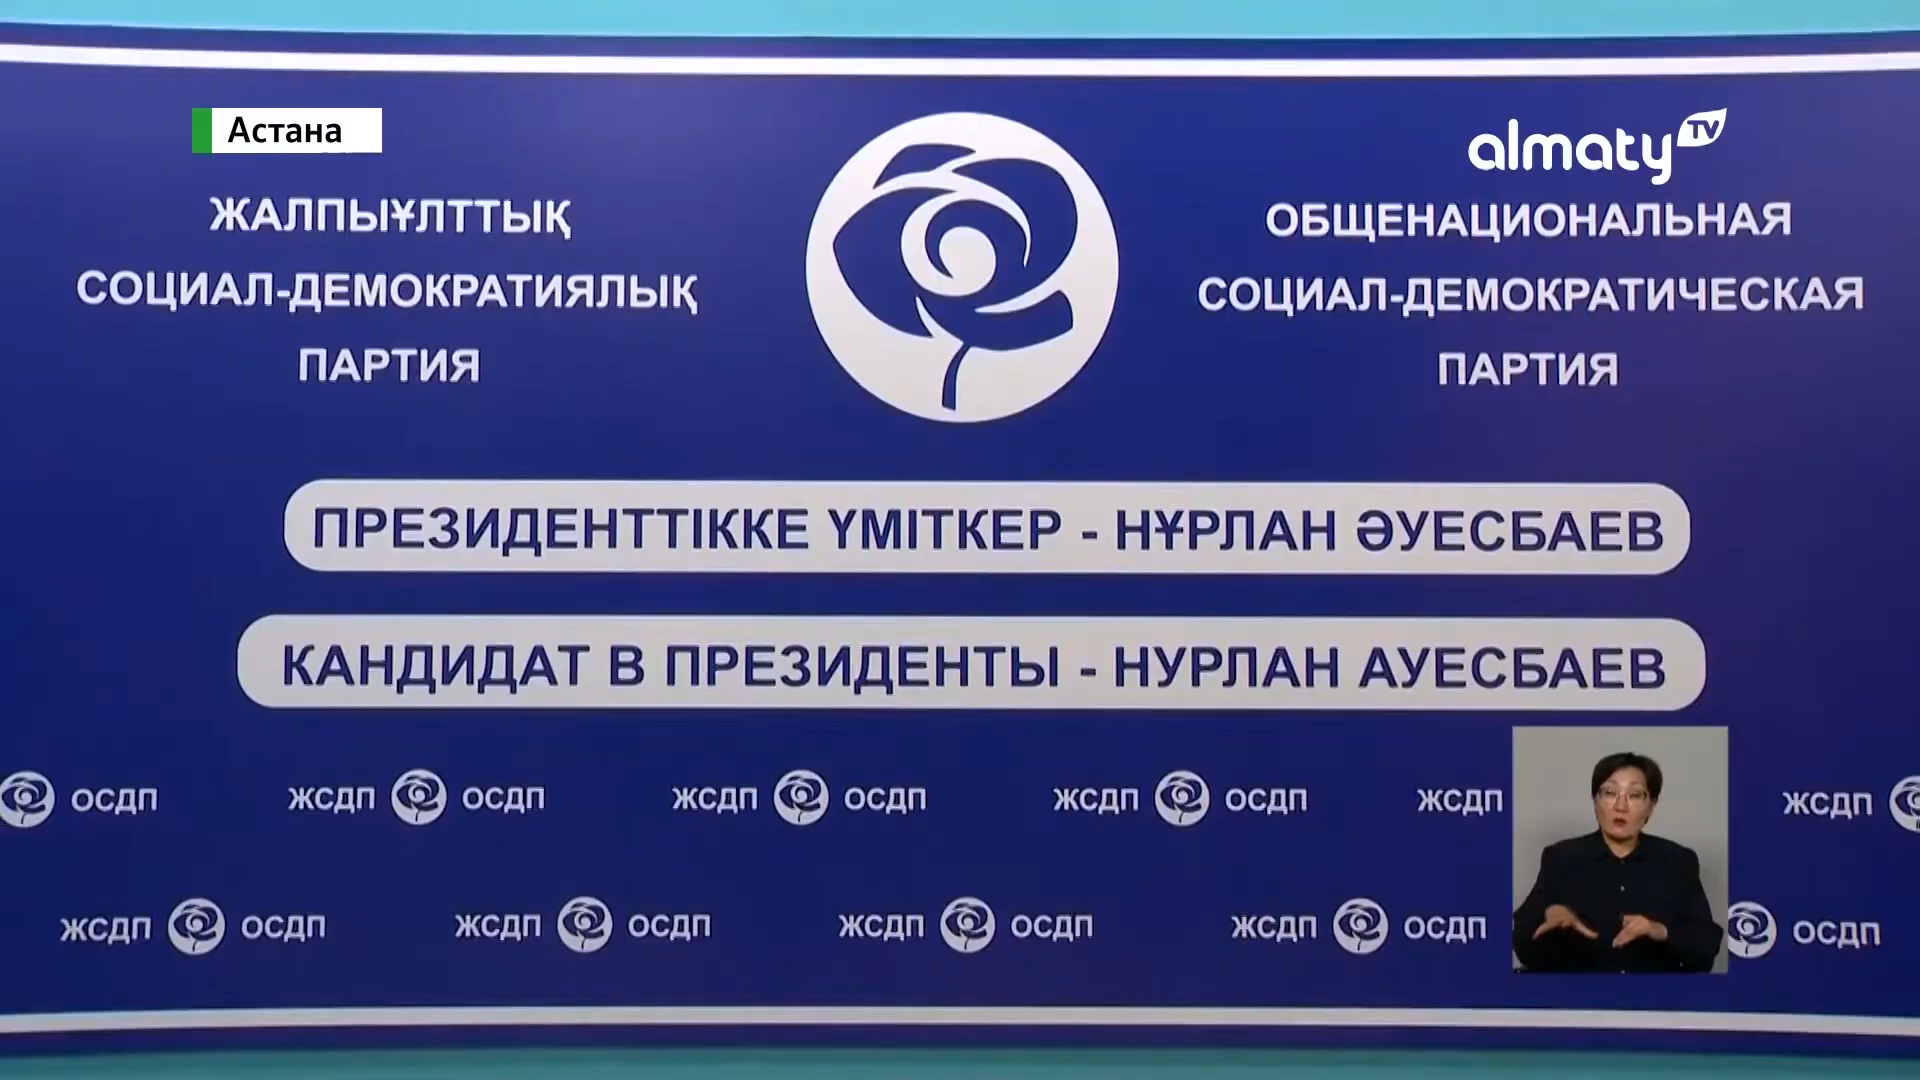 Астана
almaty TV
ЖАЛПЫҰЛТТЫҚ
СОЦИАЛ-ДЕМОКРАТИЯЛЫҚ
ПАРТИЯ
ОБЩЕНАЦИОНАЛЬНАЯ
СОЦИАЛ-ДЕМОКРАТИЧЕСКАЯ
ПАРТИЯ
ПРЕЗИДЕНТТІККЕ ҮМІТКЕР - НҰРЛАН ӘУЕСБАЕВ
КАНДИДАТ В ПРЕЗИДЕНТЫ - НУРЛАН АУЕСБАЕВ
ОСДП ЖСДП ОСДП ЖСДП ОСДП ЖСДП ОСДП ЖСДП ЖСДП
ЖСДП ОСДП ЖСДП ОСДП ЖСДП ОСДП ЖСДП ОСДП ОСДП